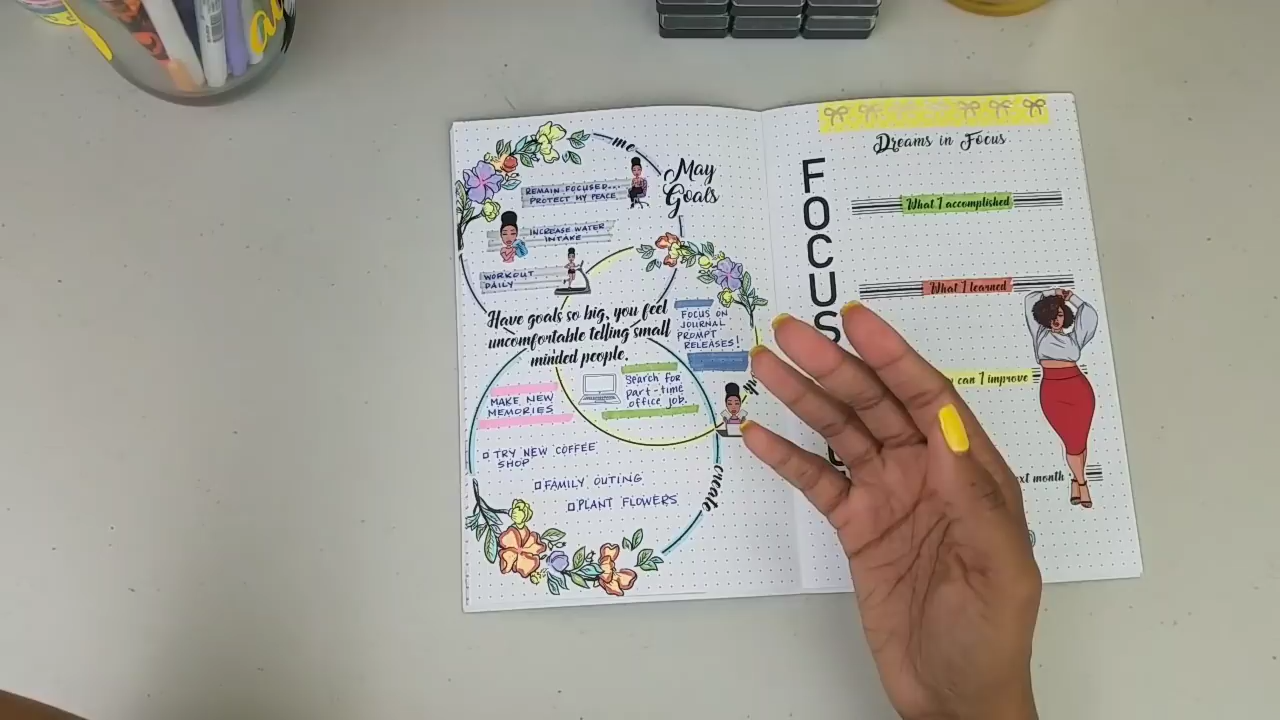 me
May
Goals
REMAIN FOCUSED...
PROTECT MY PEACE
INCREASE WATER
INTAKE
WORKOUT
DAILY
Have goals so big, you feel
uncomfortable telling small
minded people.
FOCUS ON
JOURNAL
PROMPT
RELEASES!
Search for
part-time
office job.
MAKE NEW
MEMORIES
TRY NEW COFFEE
SHOP
FAMILY OUTING
PLANT FLOWERS
create
Dreams in Focus
FOCUS
What I accomplished
What I learned
can I improve
month